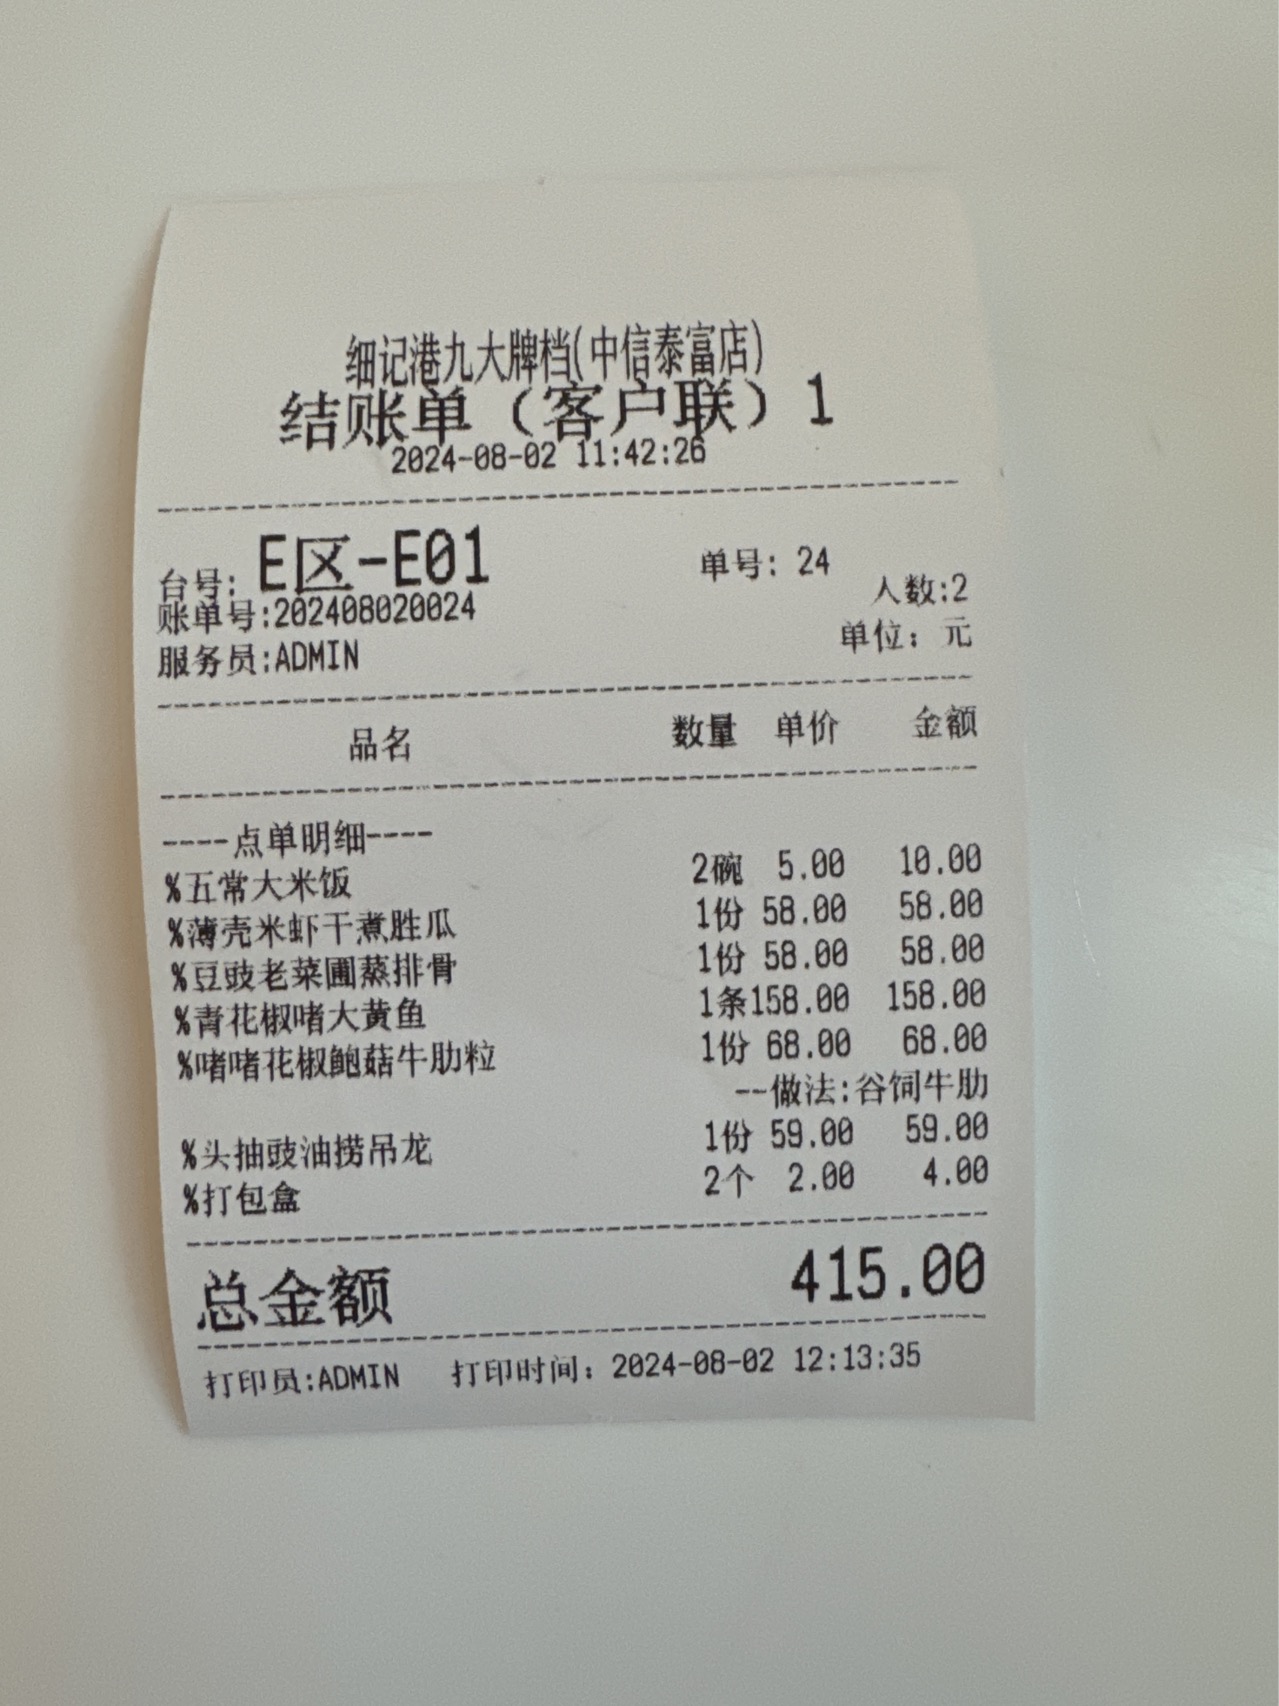 细记港九大牌档(中信泰富店)
结账单（客户联）1
2024-08-02 11:42:26
台号: E区-E01 单号: 24
人数:2
账单号:202408020024
单位: 元
服务员:ADMIN
品名 数量 单价 金额
----点单明细----
%五常大米饭 2碗 5.00 10.00
%薄壳米虾干煮胜瓜 1份 58.00 58.00
%豆豉老菜圃蒸排骨 1份 58.00 58.00
%青花椒啫大黄鱼 1条158.00 158.00
%啫啫花椒鲍菇牛肋粒 1份 68.00 68.00
--做法:谷饲牛肋
%头抽豉油捞吊龙 1份 59.00 59.00
%打包盒 2个 2.00 4.00
总金额 415.00
打印员:ADMIN 打印时间: 2024-08-02 12:13:35